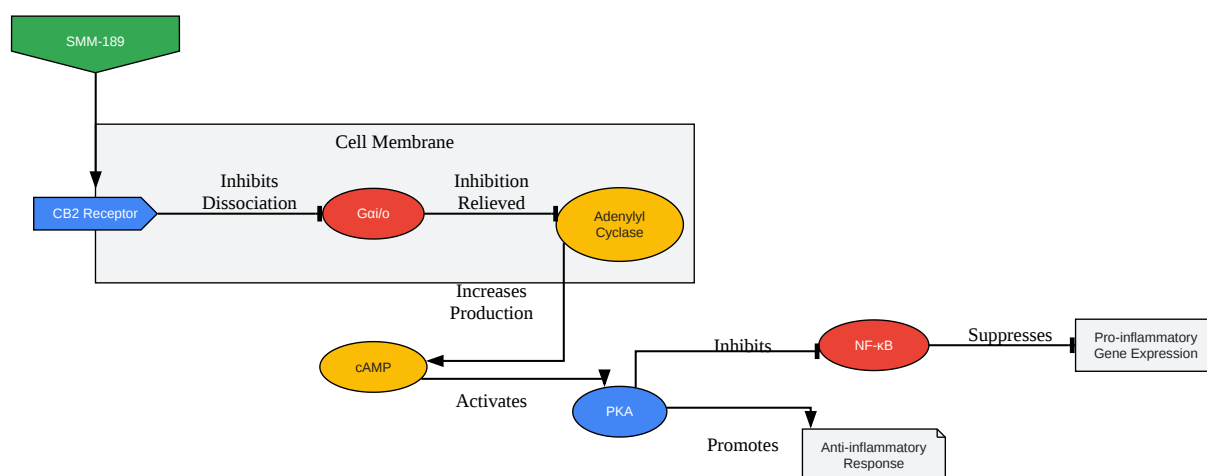 SMM-189
Cell Membrane
CB2 Receptor
Inhibits
Dissociation
Gαi/o
Inhibition
Relieved
Adenylyl
Cyclase
Increases
Production
cAMP
Activates
PKA
Inhibits
NF-κB
Suppresses
Pro-inflammatory
Gene Expression
Promotes
Anti-inflammatory
Response